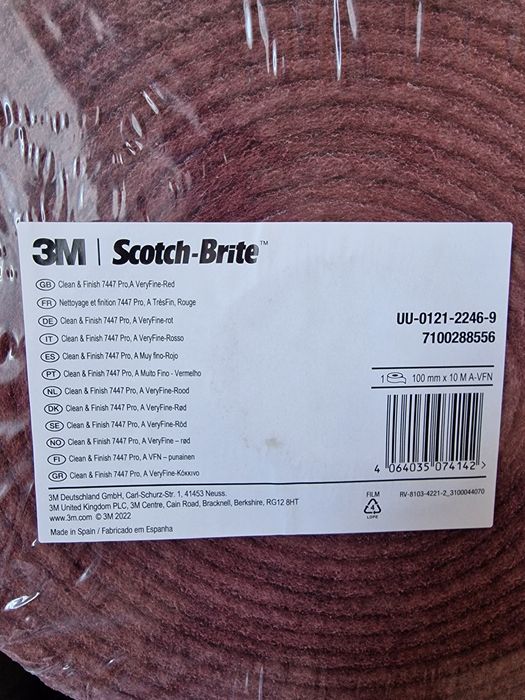 3M | Scotch-Brite™
GB Clean & Finish 7447 Pro,A VeryFine-Red
FR Nettoyage et finition 7447 Pro, A TrèsFin, Rouge
DE Clean & Finish 7447 Pro, A VeryFine-rot
IT Clean & Finish 7447 Pro, A VeryFine-Rosso
ES Clean & Finish 7447 Pro, A Muy fino-Rojo
PT Clean & Finish 7447 Pro, A Muito Fino - Vermelho
NL Clean & Finish 7447 Pro, A VeryFine-Rood
DK Clean & Finish 7447 Pro, A VeryFine-Rød
SE Clean & Finish 7447 Pro, A VeryFine-Röd
NO Clean & Finish 7447 Pro, A VeryFine – rød
FI Clean & Finish 7447 Pro, A VFN – punainen
GR Clean & Finish 7447 Pro, A VeryFine-Κόκκινο
UU-0121-2246-9
7100288556
1 100 mm x 10 M A-VFN
4 064035 074142 >
3M Deutschland GmbH, Carl-Schurz-Str. 1, 41453 Neuss.
3M United Kingdom PLC, 3M Centre, Cain Road, Bracknell, Berkshire, RG12 8HT
www.3m.com © 3M 2022
Made in Spain / Fabricado em Espanha
FILM
4
LDPE
RV-8103-4221-2_3100044070